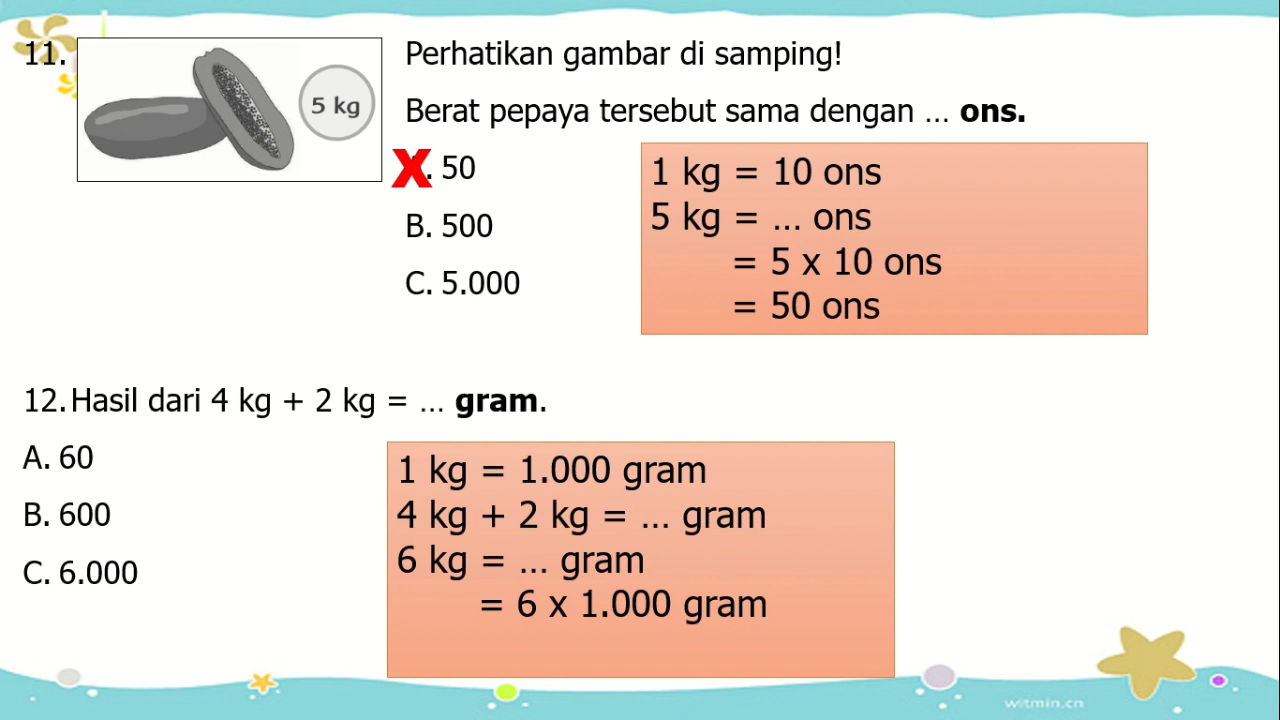 11.
5 kg
Perhatikan gambar di samping!
Berat pepaya tersebut sama dengan ... ons.
X. 50
B. 500
C. 5.000
1 kg = 10 ons
5 kg = ... ons
= 5 x 10 ons
= 50 ons
12. Hasil dari 4 kg + 2 kg = ... gram.
A. 60
B. 600
C. 6.000
1 kg = 1.000 gram
4 kg + 2 kg = ... gram
6 kg = ... gram
= 6 x 1.000 gram
witmin.cn